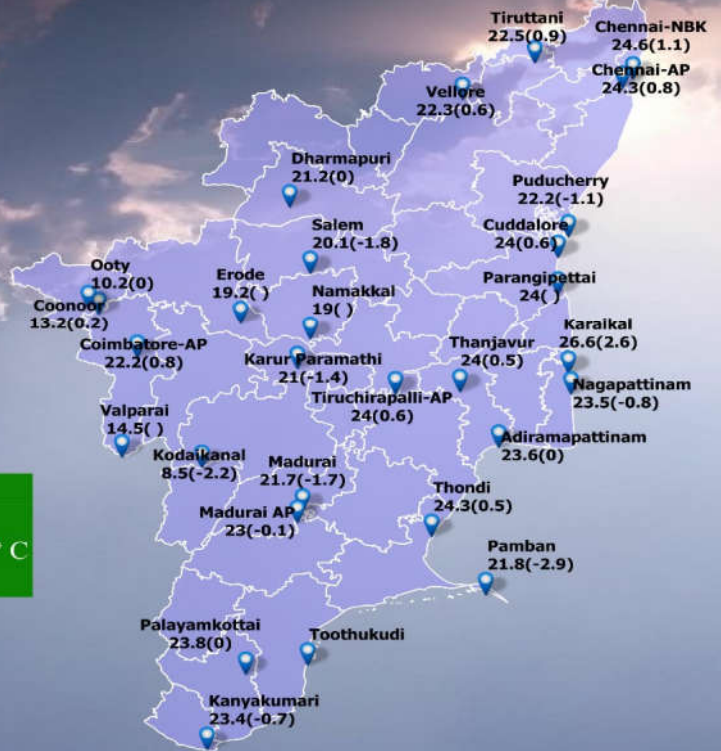 Tiruttani
22.5(0.9)
Chennai-NBK
24.6(1.1)
Chennai-AP
24.3(0.8)
Vellore
22.3(0.6)
Dharmapuri
21.2(0)
Puducherry
22.2(-1.1)
Salem
20.1(-1.8)
Cuddalore
24(0.6)
Ooty
10.2(0)
Coonoor
13.2(0.2)
Erode
19.2( )
Namakkal
19( )
Parangipettai
24( )
Coimbatore-AP
22.2(0.8)
Karur Paramathi
21(-1.4)
Thanjavur
24(0.5)
Karaikal
26.6(2.6)
Tiruchirapalli-AP
24(0.6)
Nagapattinam
23.5(-0.8)
Valparai
14.5( )
Kodaikanal
8.5(-2.2)
Madurai
21.7(-1.7)
Adiramapattinam
23.6(0)
Madurai AP
23(-0.1)
Thondi
24.3(0.5)
° C
Pamban
21.8(-2.9)
Palayamkottai
23.8(0)
Toothukudi
Kanyakumari
23.4(-0.7)